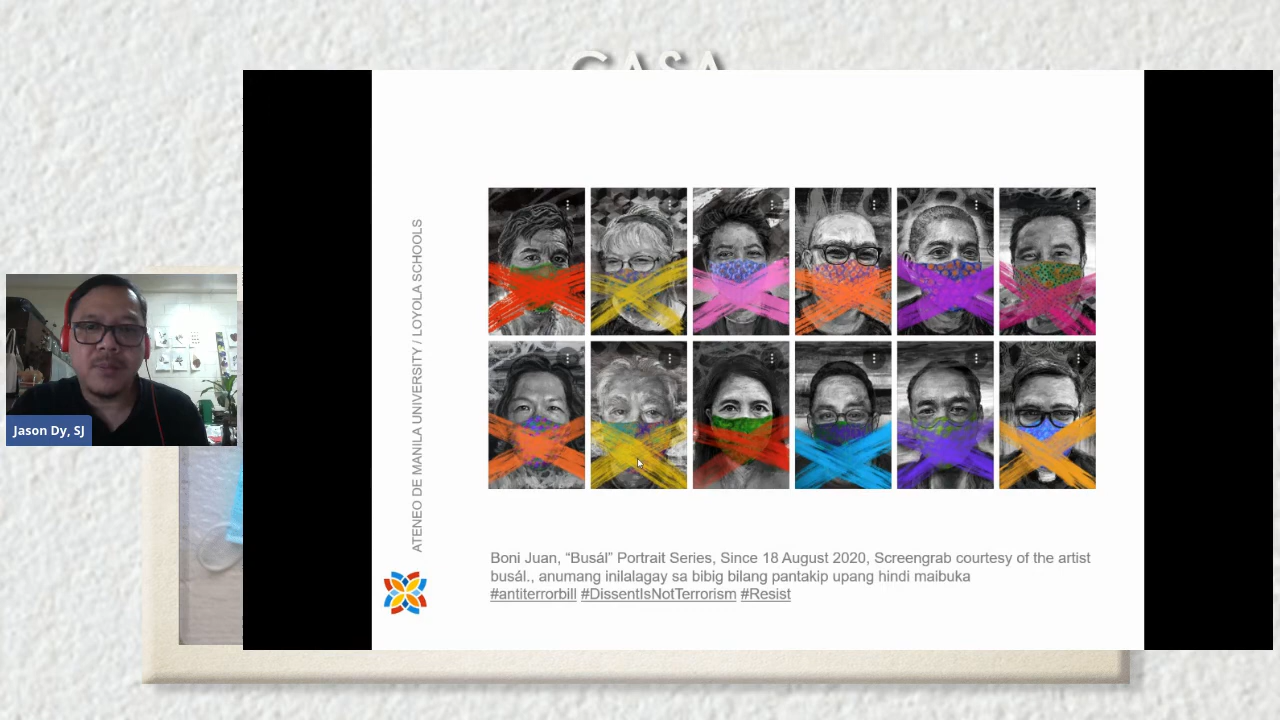 GASA
ATENEO DE MANILA UNIVERSITY / LOYOLA SCHOOLS
Jason Dy, SJ
Boni Juan, “Busál” Portrait Series, Since 18 August 2020, Screengrab courtesy of the artist
busál., anumang inilalagay sa bibig bilang pantakip upang hindi maibuka
#antiterrorbill #DissentIsNotTerrorism #Resist